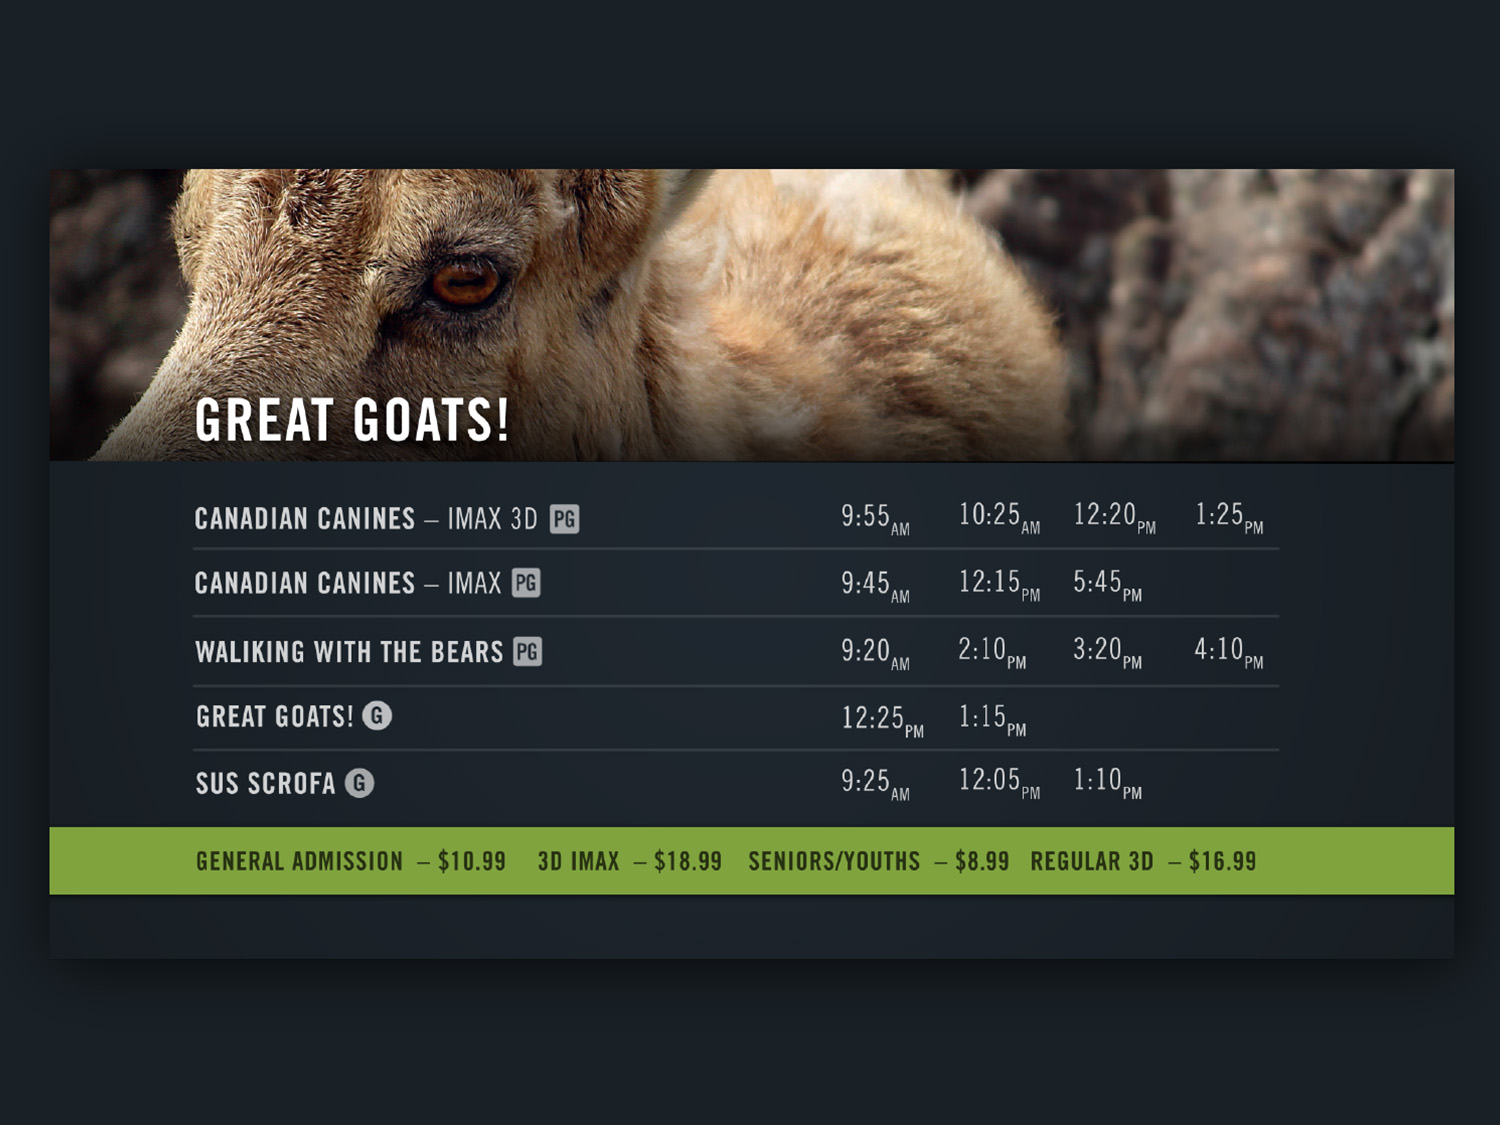 GREAT GOATS!
CANADIAN CANINES – IMAX 3D PG 9:55AM 10:25AM 12:20PM 1:25PM
CANADIAN CANINES – IMAX PG 9:45AM 12:15PM 5:45PM
WALIKING WITH THE BEARS PG 9:20AM 2:10PM 3:20PM 4:10PM
GREAT GOATS! G 12:25PM 1:15PM
SUS SCROFA G 9:25AM 12:05PM 1:10PM
GENERAL ADMISSION – $10.99 3D IMAX – $18.99 SENIORS/YOUTHS – $8.99 REGULAR 3D – $16.99